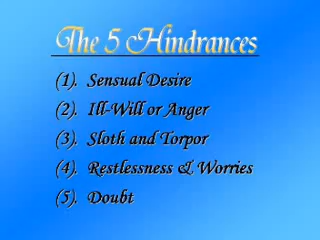 The 5 Hindrances
(1). Sensual Desire
(2). Ill-Will or Anger
(3). Sloth and Torpor
(4). Restlessness & Worries
(5). Doubt